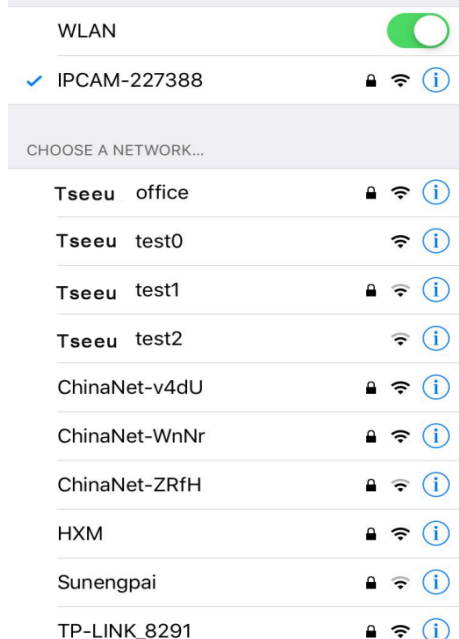 WLAN
IPCAM-227388
CHOOSE A NETWORK...
Tseeu office
Tseeu test0
Tseeu test1
Tseeu test2
ChinaNet-v4dU
ChinaNet-WnNr
ChinaNet-ZRfH
HXM
Sunengpai
TP-LINK_8291